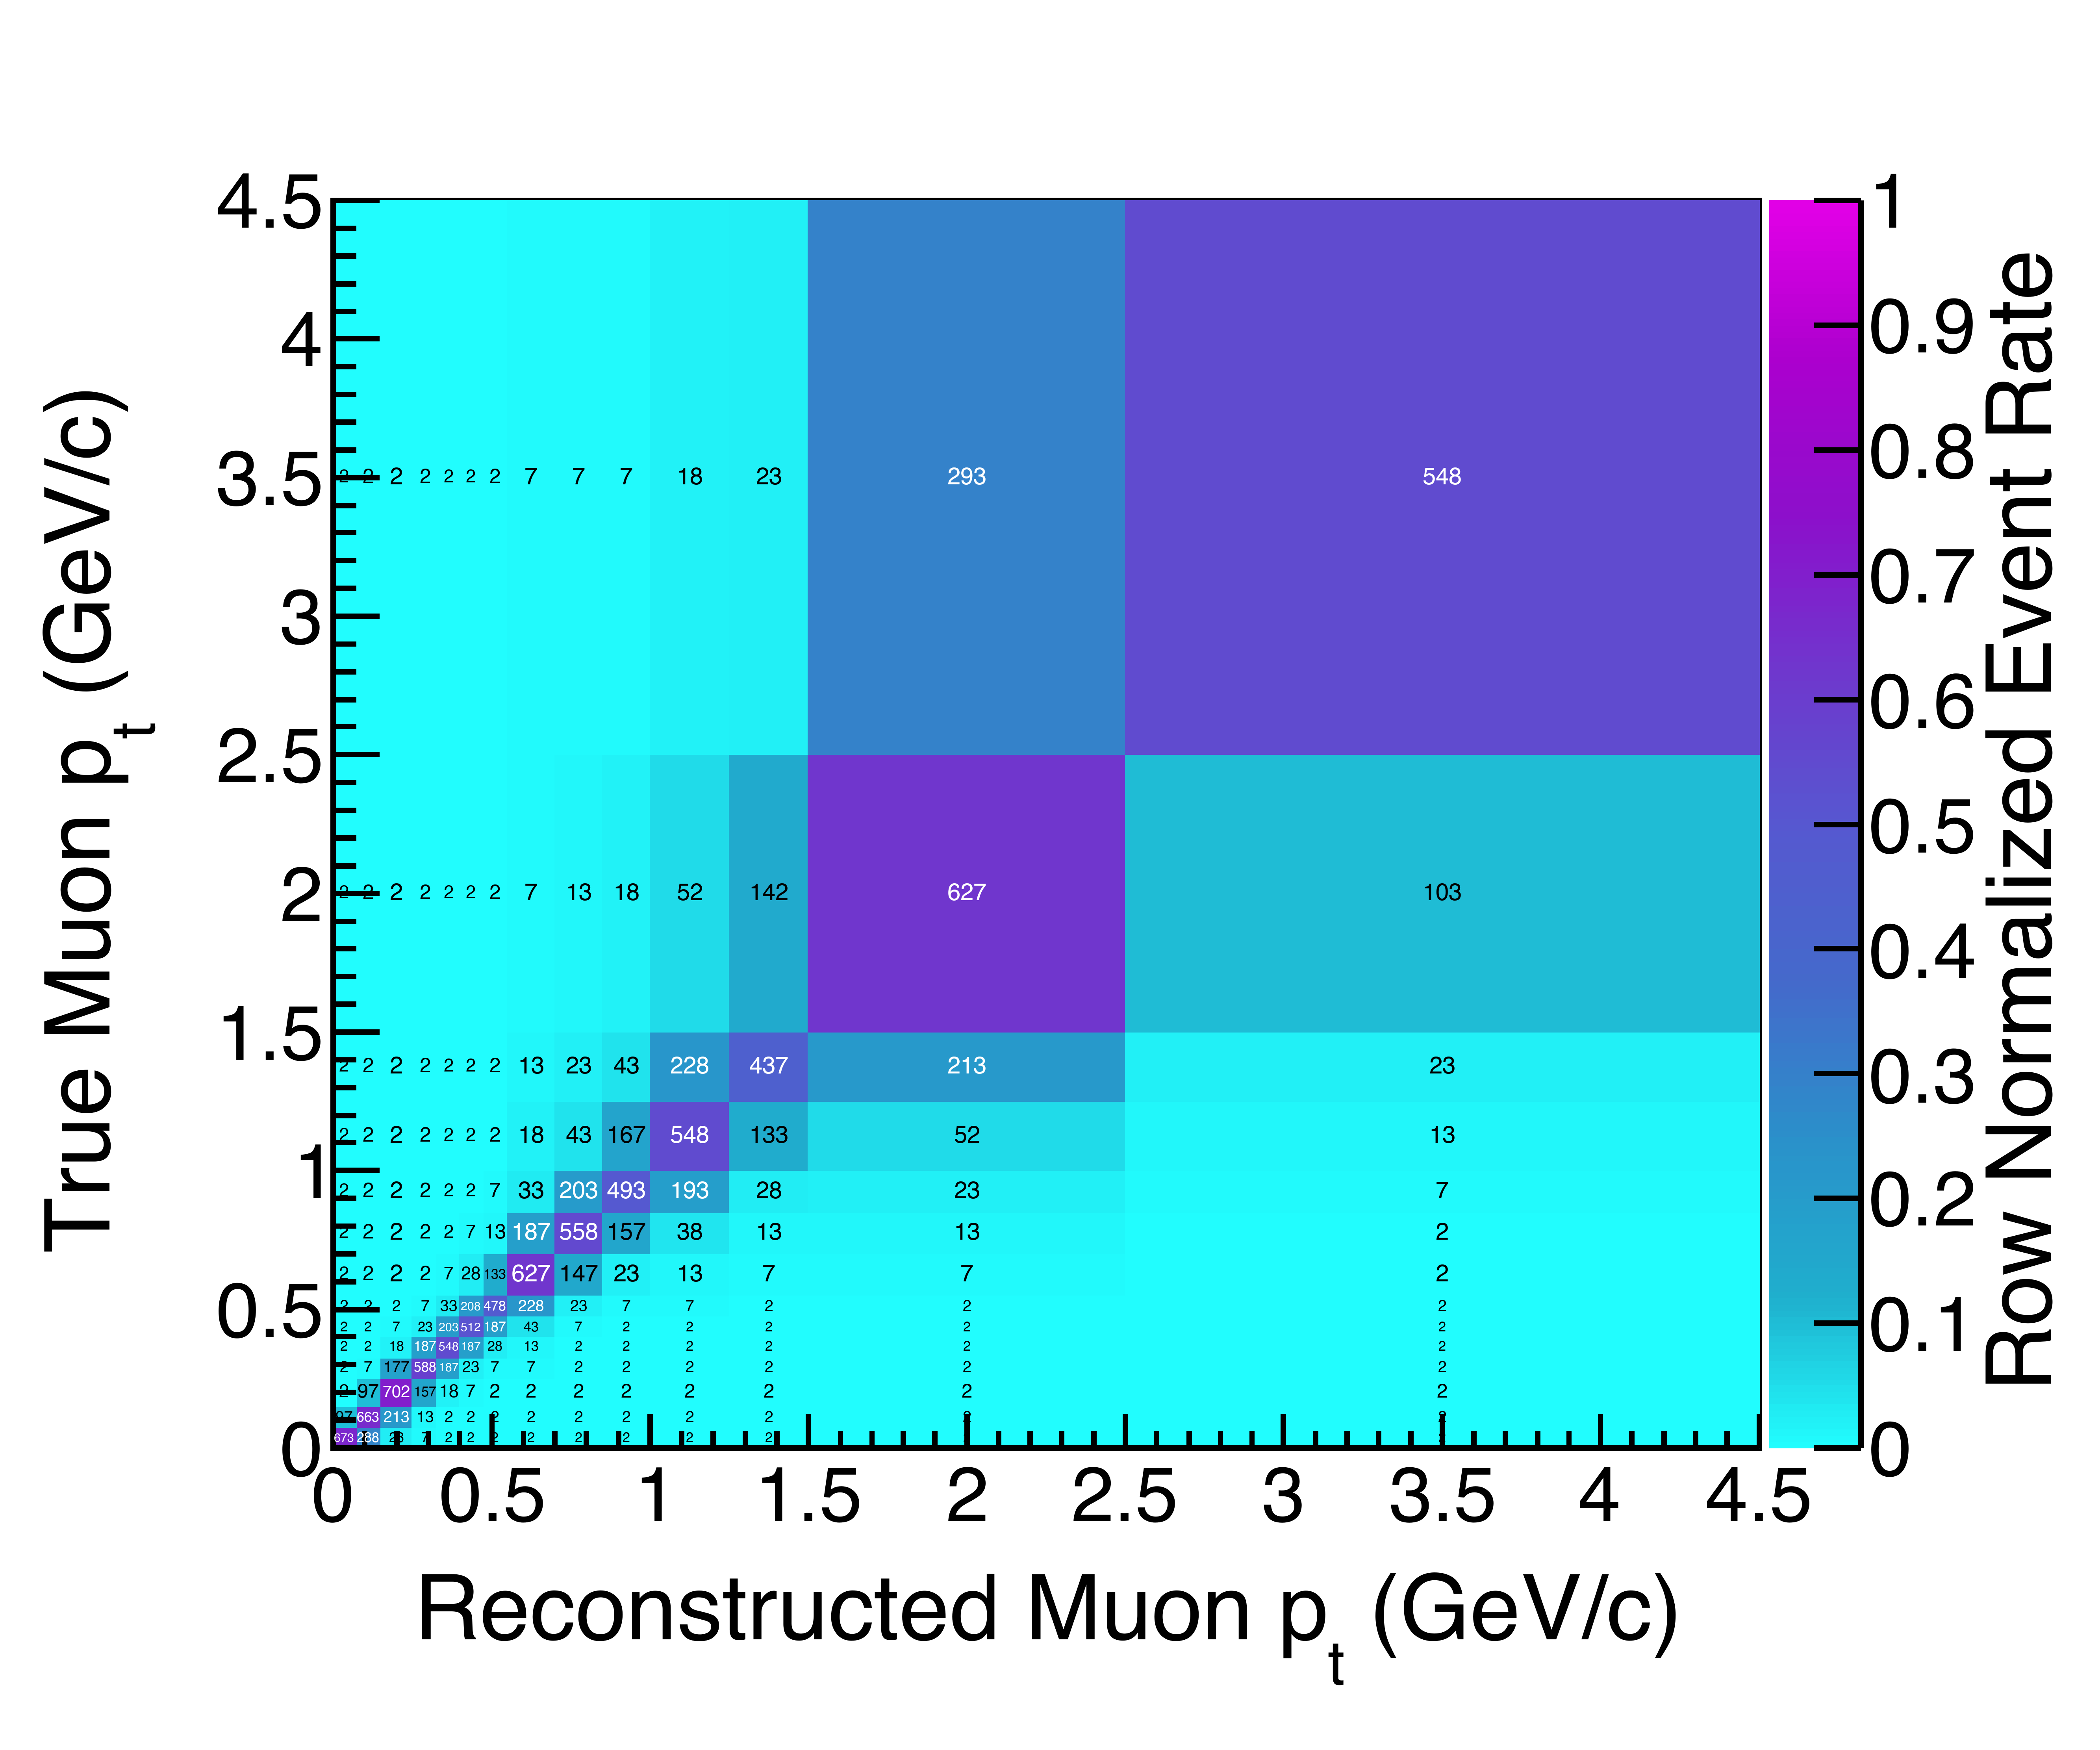 4.5
4
3.5
3
2.5
2
1.5
1
0.5
0
True Muon pt (GeV/c)
2 2 2 2 2 2 2 7 7 7 18 23 293 548
2 2 2 2 2 2 2 7 13 18 52 142 627 103
2 2 2 2 2 2 2 13 23 43 228 437 213 23
2 2 2 2 2 2 2 18 43 167 548 133 52 13
2 2 2 2 2 2 7 33 203 493 193 28 23 7
2 2 2 2 2 7 13 187 558 157 38 13 13 2
2 2 2 2 7 28 133 627 147 23 13 7 7 2
2 2 2 7 33 208 478 228 23 7 7 2 2 2
2 2 7 23 203 512 187 43 7 2 2 2 2 2
2 2 18 187 548 187 28 13 2 2 2 2 2 2
2 7 177 588 187 23 7 7 2 2 2 2 2 2
2 97 702 157 18 7 2 2 2 2 2 2 2 2
97 663 213 13 2 2 2 2 2 2 2 2 2 2
673 288 23 7 2 2 2 2 2 2 2 2 2 2
0 0.5 1 1.5 2 2.5 3 3.5 4 4.5
Reconstructed Muon pt (GeV/c)
1
0.9
0.8
0.7
0.6
0.5
0.4
0.3
0.2
0.1
0
Row Normalized Event Rate